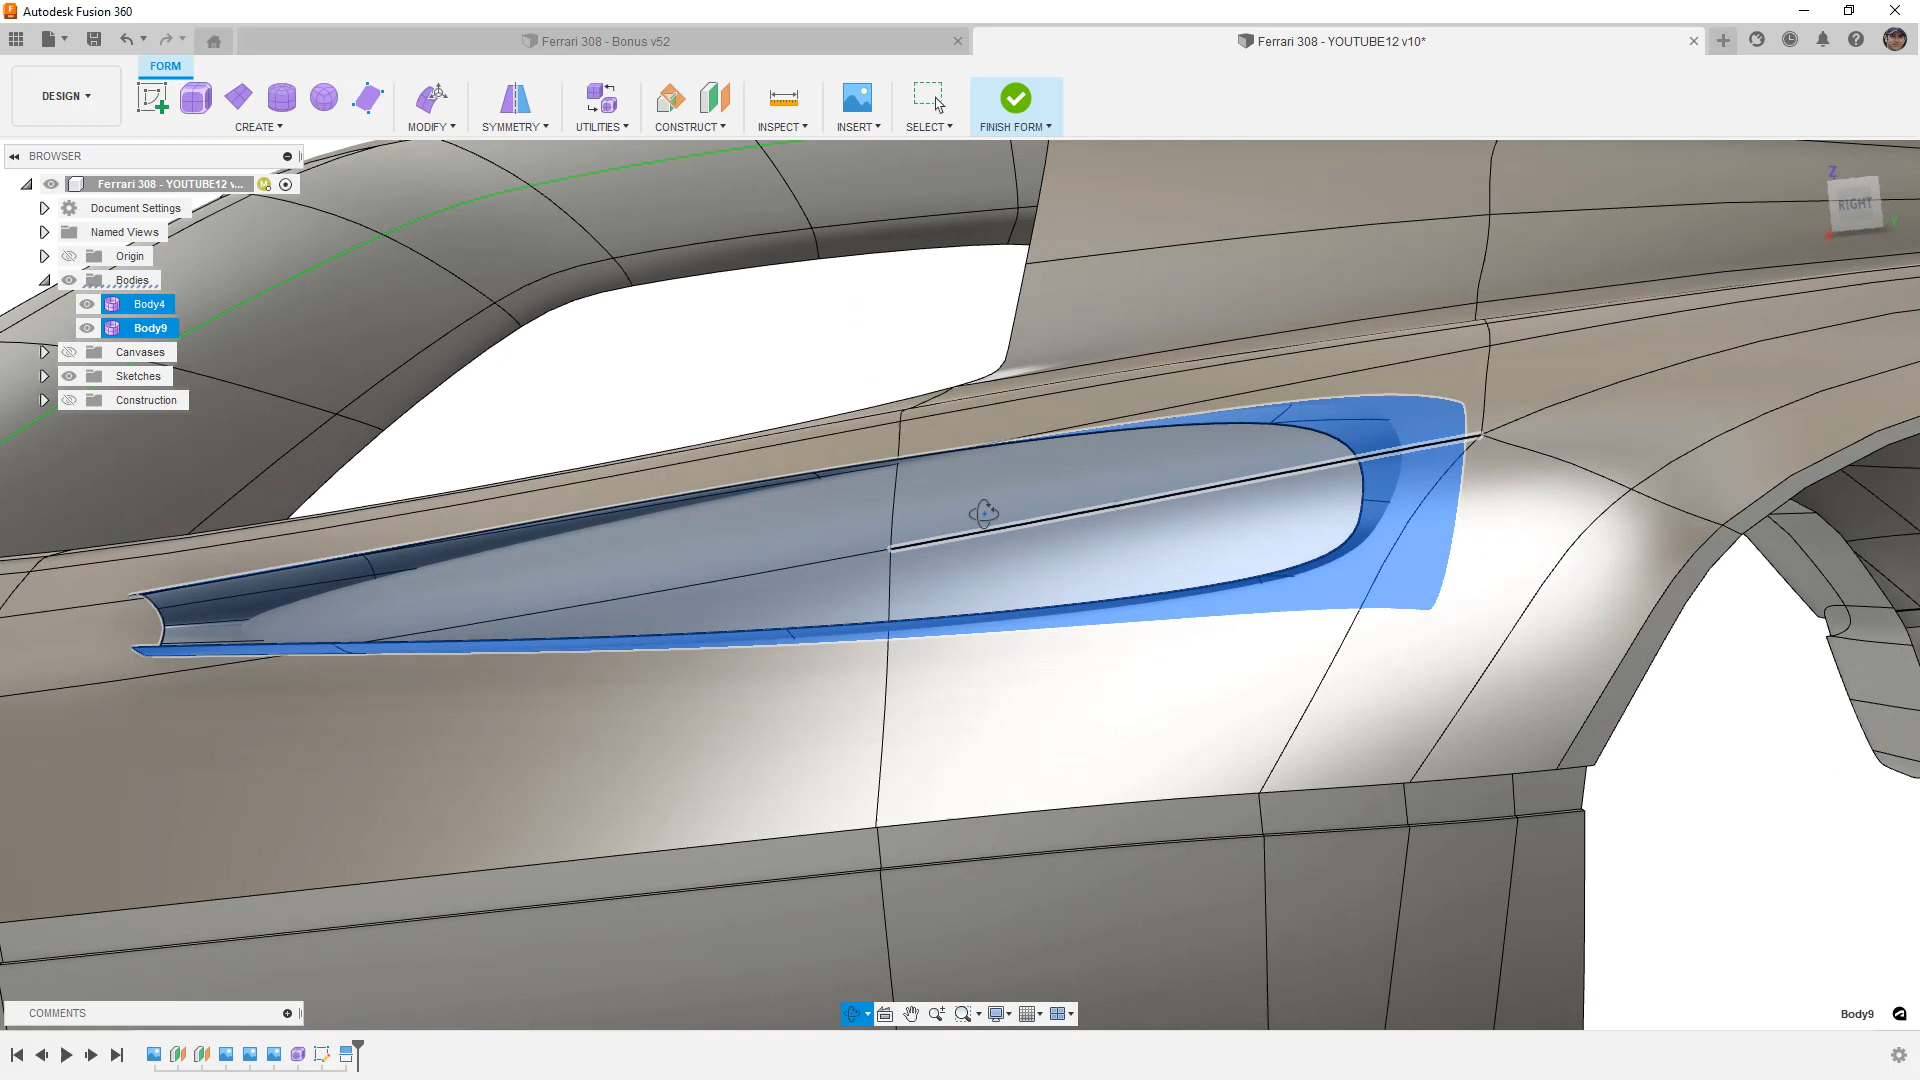 Autodesk Fusion 360
Ferrari 308 - Bonus v52
Ferrari 308 - YOUTUBE12 v10*
FORM
DESIGN
CREATE
MODIFY
SYMMETRY
UTILITIES
CONSTRUCT
INSPECT
INSERT
SELECT
FINISH FORM
BROWSER
Ferrari 308 - YOUTUBE12 v...
Document Settings
Named Views
Origin
Bodies
Body4
Body9
Canvases
Sketches
Construction
Z
RIGHT
COMMENTS
Body9